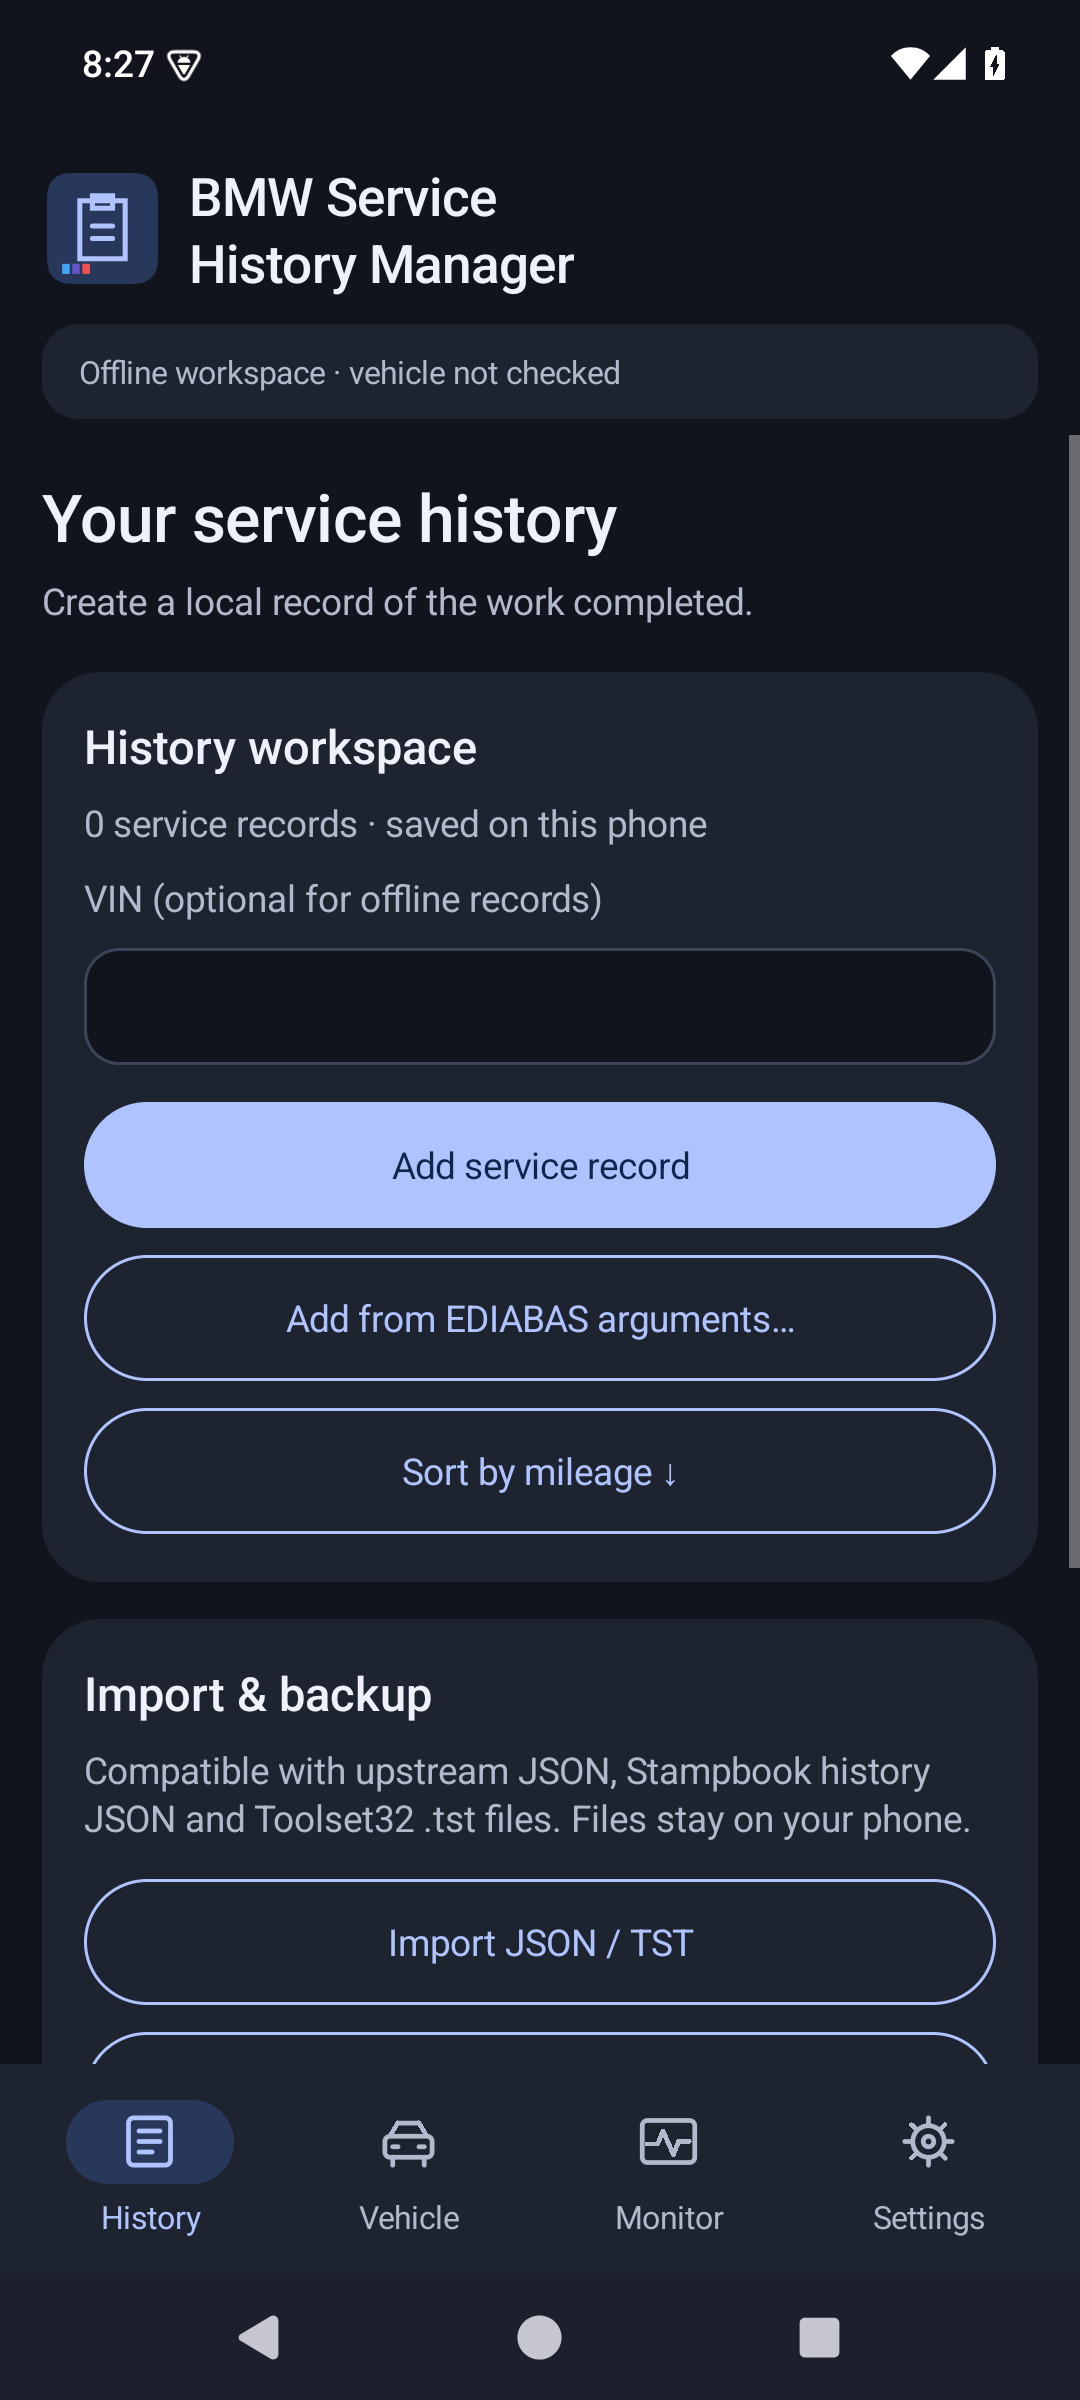 8:27
BMW Service
History Manager
Offline workspace · vehicle not checked
Your service history
Create a local record of the work completed.
History workspace
0 service records · saved on this phone
VIN (optional for offline records)
Add service record
Add from EDIABAS arguments…
Sort by mileage ↓
Import & backup
Compatible with upstream JSON, Stampbook history
JSON and Toolset32 .tst files. Files stay on your phone.
Import JSON / TST
History
Vehicle
Monitor
Settings